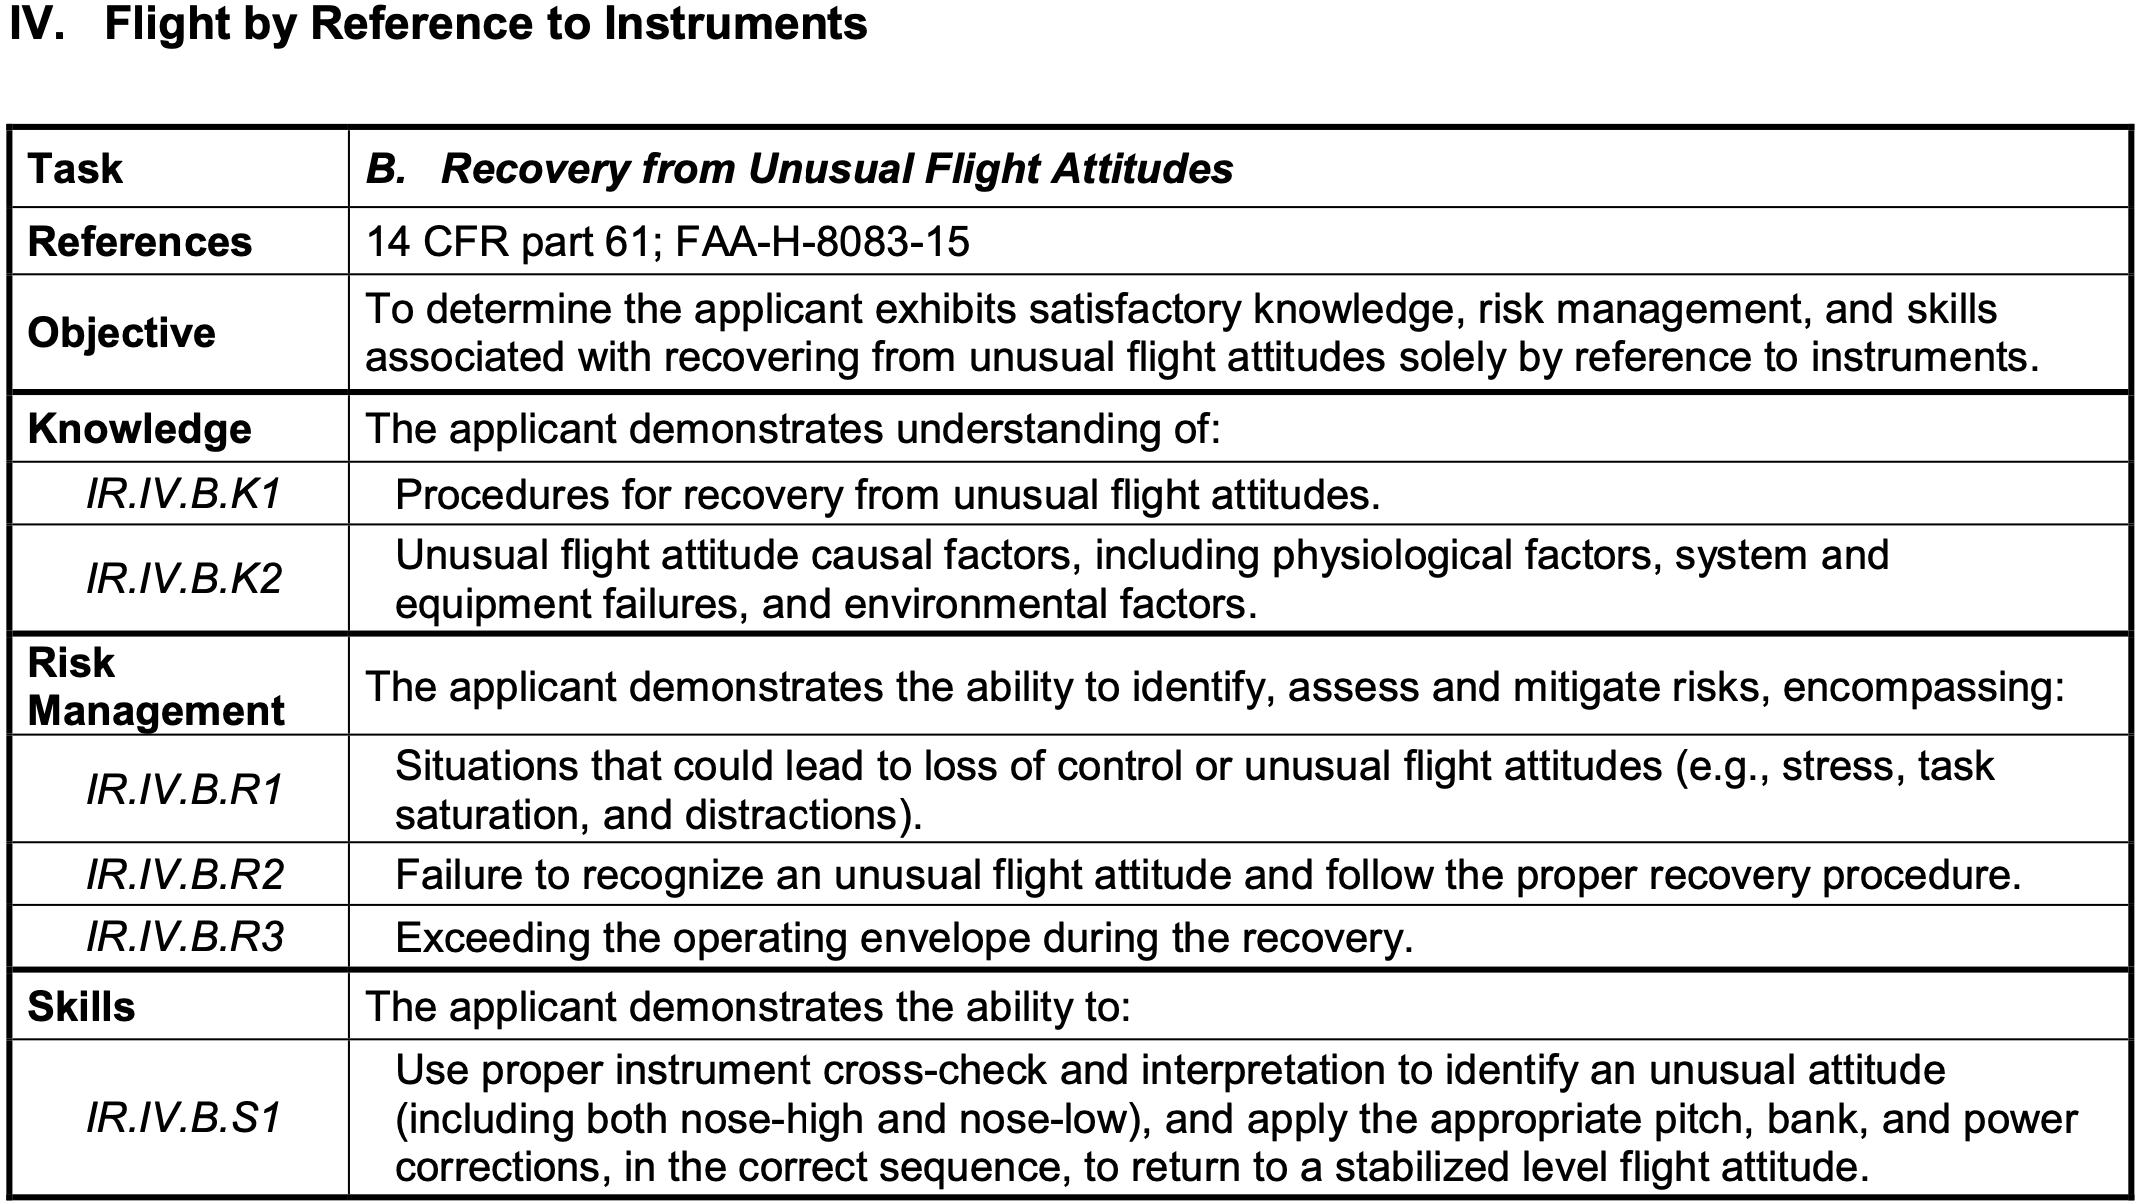 IV. Flight by Reference to Instruments
Task
B. Recovery from Unusual Flight Attitudes
References
14 CFR part 61; FAA-H-8083-15
Objective
To determine the applicant exhibits satisfactory knowledge, risk management, and skills
associated with recovering from unusual flight attitudes solely by reference to instruments.
Knowledge
The applicant demonstrates understanding of:
IR.IV.B.K1
Procedures for recovery from unusual flight attitudes.
IR.IV.B.K2
Unusual flight attitude causal factors, including physiological factors, system and
equipment failures, and environmental factors.
Risk
Management
The applicant demonstrates the ability to identify, assess and mitigate risks, encompassing:
IR.IV.B.R1
Situations that could lead to loss of control or unusual flight attitudes (e.g., stress, task
saturation, and distractions).
IR.IV.B.R2
Failure to recognize an unusual flight attitude and follow the proper recovery procedure.
IR.IV.B.R3
Exceeding the operating envelope during the recovery.
Skills
The applicant demonstrates the ability to:
IR.IV.B.S1
Use proper instrument cross-check and interpretation to identify an unusual attitude
(including both nose-high and nose-low), and apply the appropriate pitch, bank, and power
corrections, in the correct sequence, to return to a stabilized level flight attitude.